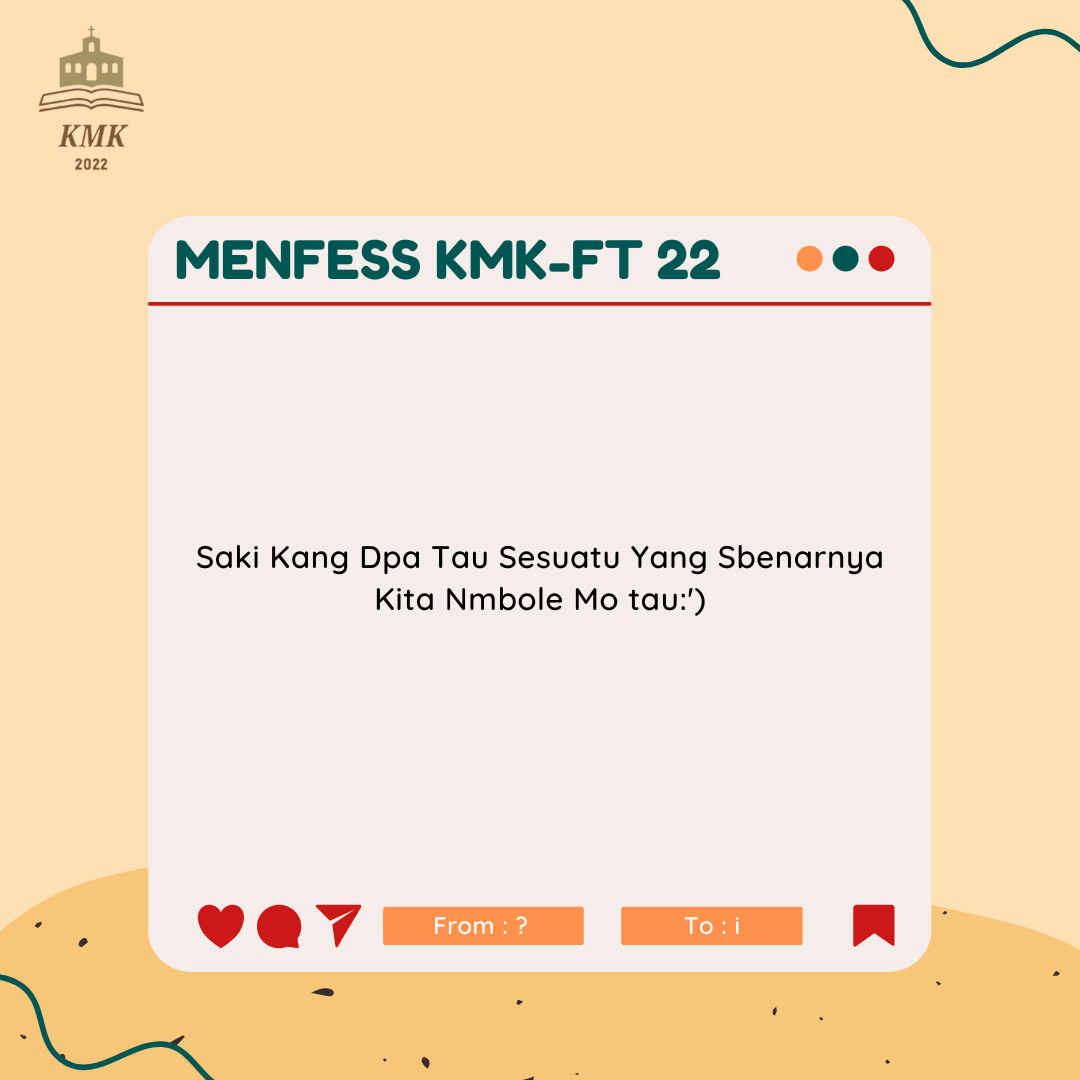 KMK
2022
MENFESS KMK-FT 22
Saki Kang Dpa Tau Sesuatu Yang Sbenarnya
Kita Nmbole Mo tau:')
From : ?
To : i